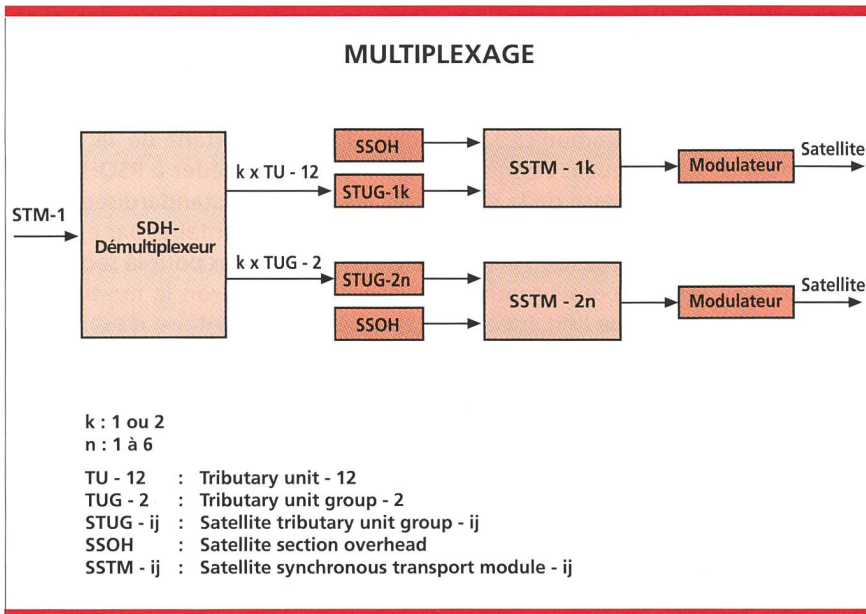 MULTIPLEXAGE
STM-1
SDH-
Démultiplexeur
k x TU - 12
k x TUG - 2
SSOH
STUG-1k
STUG-2n
SSOH
SSTM - 1k
SSTM - 2n
Modulateur
Satellite
Modulateur
Satellite
k : 1 ou 2
n : 1 à 6
TU - 12 : Tributary unit - 12
TUG - 2 : Tributary unit group - 2
STUG - ij : Satellite tributary unit group - ij
SSOH : Satellite section overhead
SSTM - ij : Satellite synchronous transport module - ij